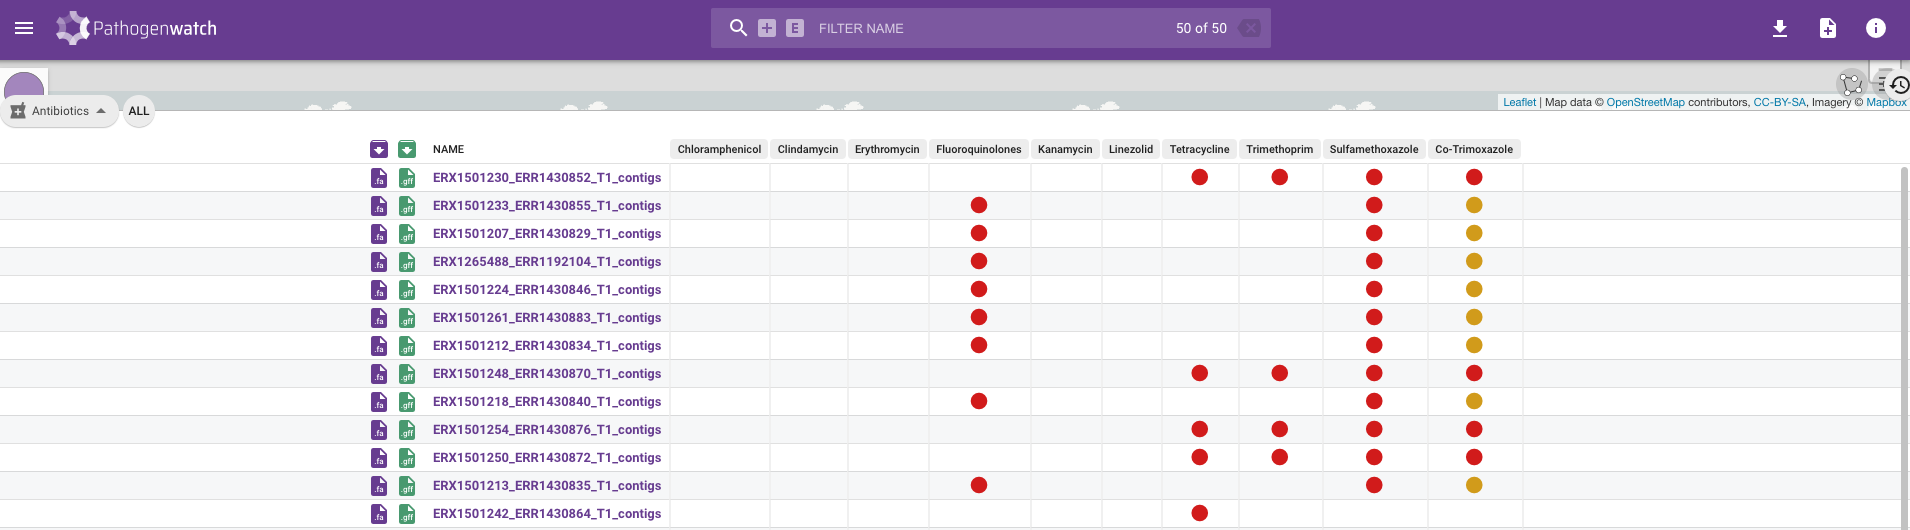 Pathogenwatch
E FILTER NAME 50 of 50
Leaflet | Map data © OpenStreetMap contributors, CC-BY-SA, Imagery © Mapbox
Antibiotics ALL
NAME Chloramphenicol Clindamycin Erythromycin Fluoroquinolones Kanamycin Linezolid Tetracycline Trimethoprim Sulfamethoxazole Co-Trimoxazole
.fa .gff ERX1501230_ERR1430852_T1_contigs
.fa .gff ERX1501233_ERR1430855_T1_contigs
.fa .gff ERX1501207_ERR1430829_T1_contigs
.fa .gff ERX1265488_ERR1192104_T1_contigs
.fa .gff ERX1501224_ERR1430846_T1_contigs
.fa .gff ERX1501261_ERR1430883_T1_contigs
.fa .gff ERX1501212_ERR1430834_T1_contigs
.fa .gff ERX1501248_ERR1430870_T1_contigs
.fa .gff ERX1501218_ERR1430840_T1_contigs
.fa .gff ERX1501254_ERR1430876_T1_contigs
.fa .gff ERX1501250_ERR1430872_T1_contigs
.fa .gff ERX1501213_ERR1430835_T1_contigs
.fa .gff ERX1501242_ERR1430864_T1_contigs